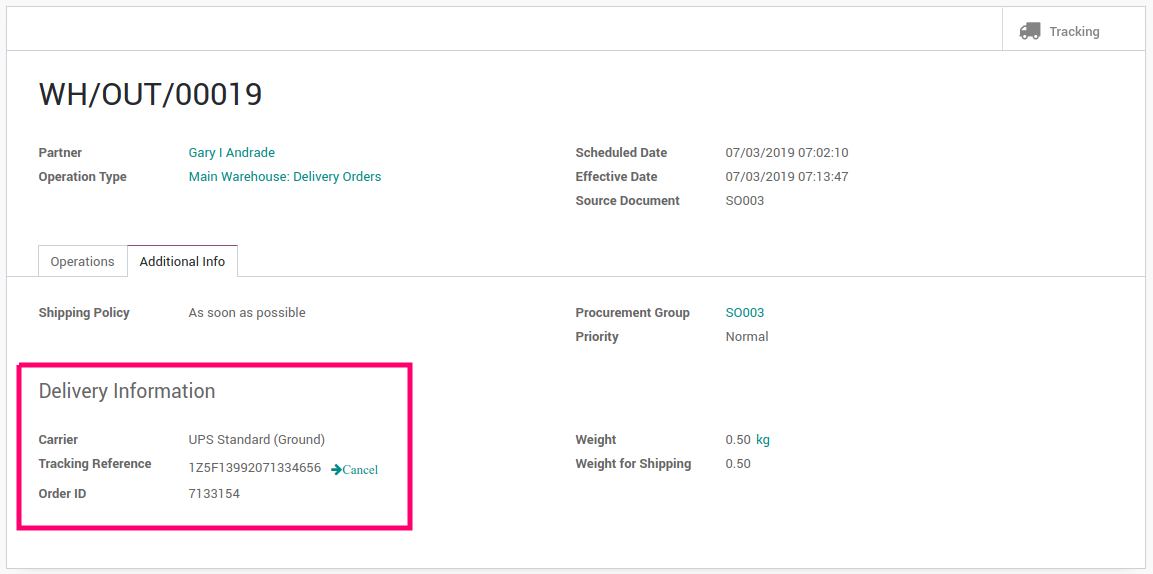 Tracking
WH/OUT/00019
Partner Gary I Andrade Scheduled Date 07/03/2019 07:02:10
Operation Type Main Warehouse: Delivery Orders Effective Date 07/03/2019 07:13:47
Source Document SO003
Operations Additional Info
Shipping Policy As soon as possible Procurement Group SO003
Priority Normal
Delivery Information
Carrier UPS Standard (Ground) Weight 0.50 kg
Tracking Reference 1Z5F13992071334656 Cancel Weight for Shipping 0.50
Order ID 7133154